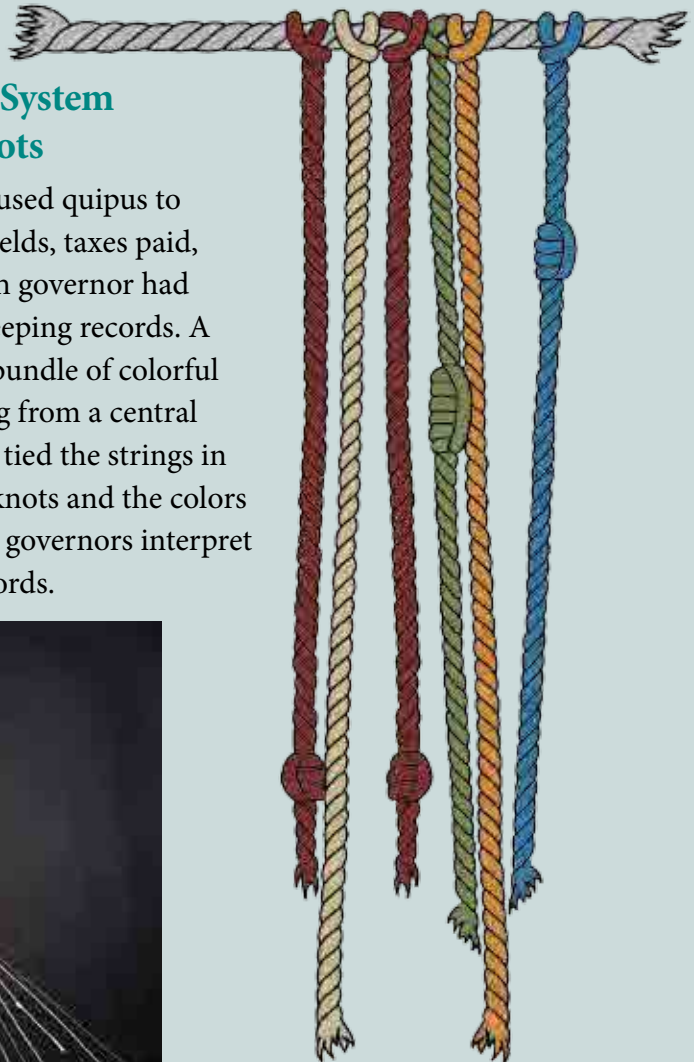 System
ots
used quipus to
elds, taxes paid,
n governor had
eeping records. A
bundle of colorful
g from a central
tied the strings in
knots and the colors
governors interpret
ords.